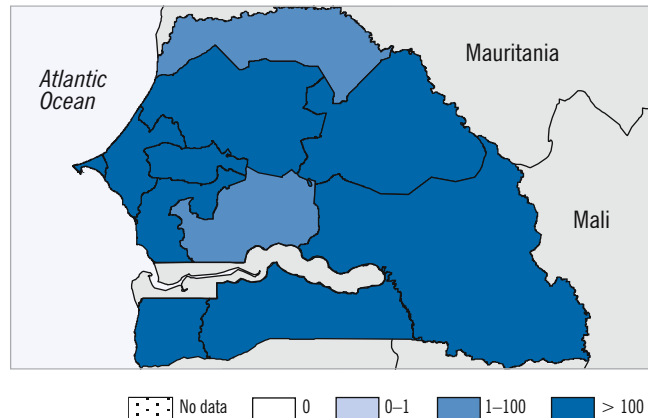 Mauritania
Atlantic
Ocean
Mali
No data 0 0–1 1–100 > 100